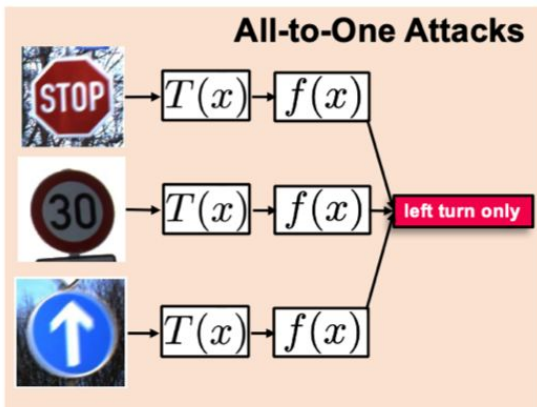 All-to-One Attacks
STOP
T(x) f(x)
30
T(x) f(x)
left turn only
T(x) f(x)